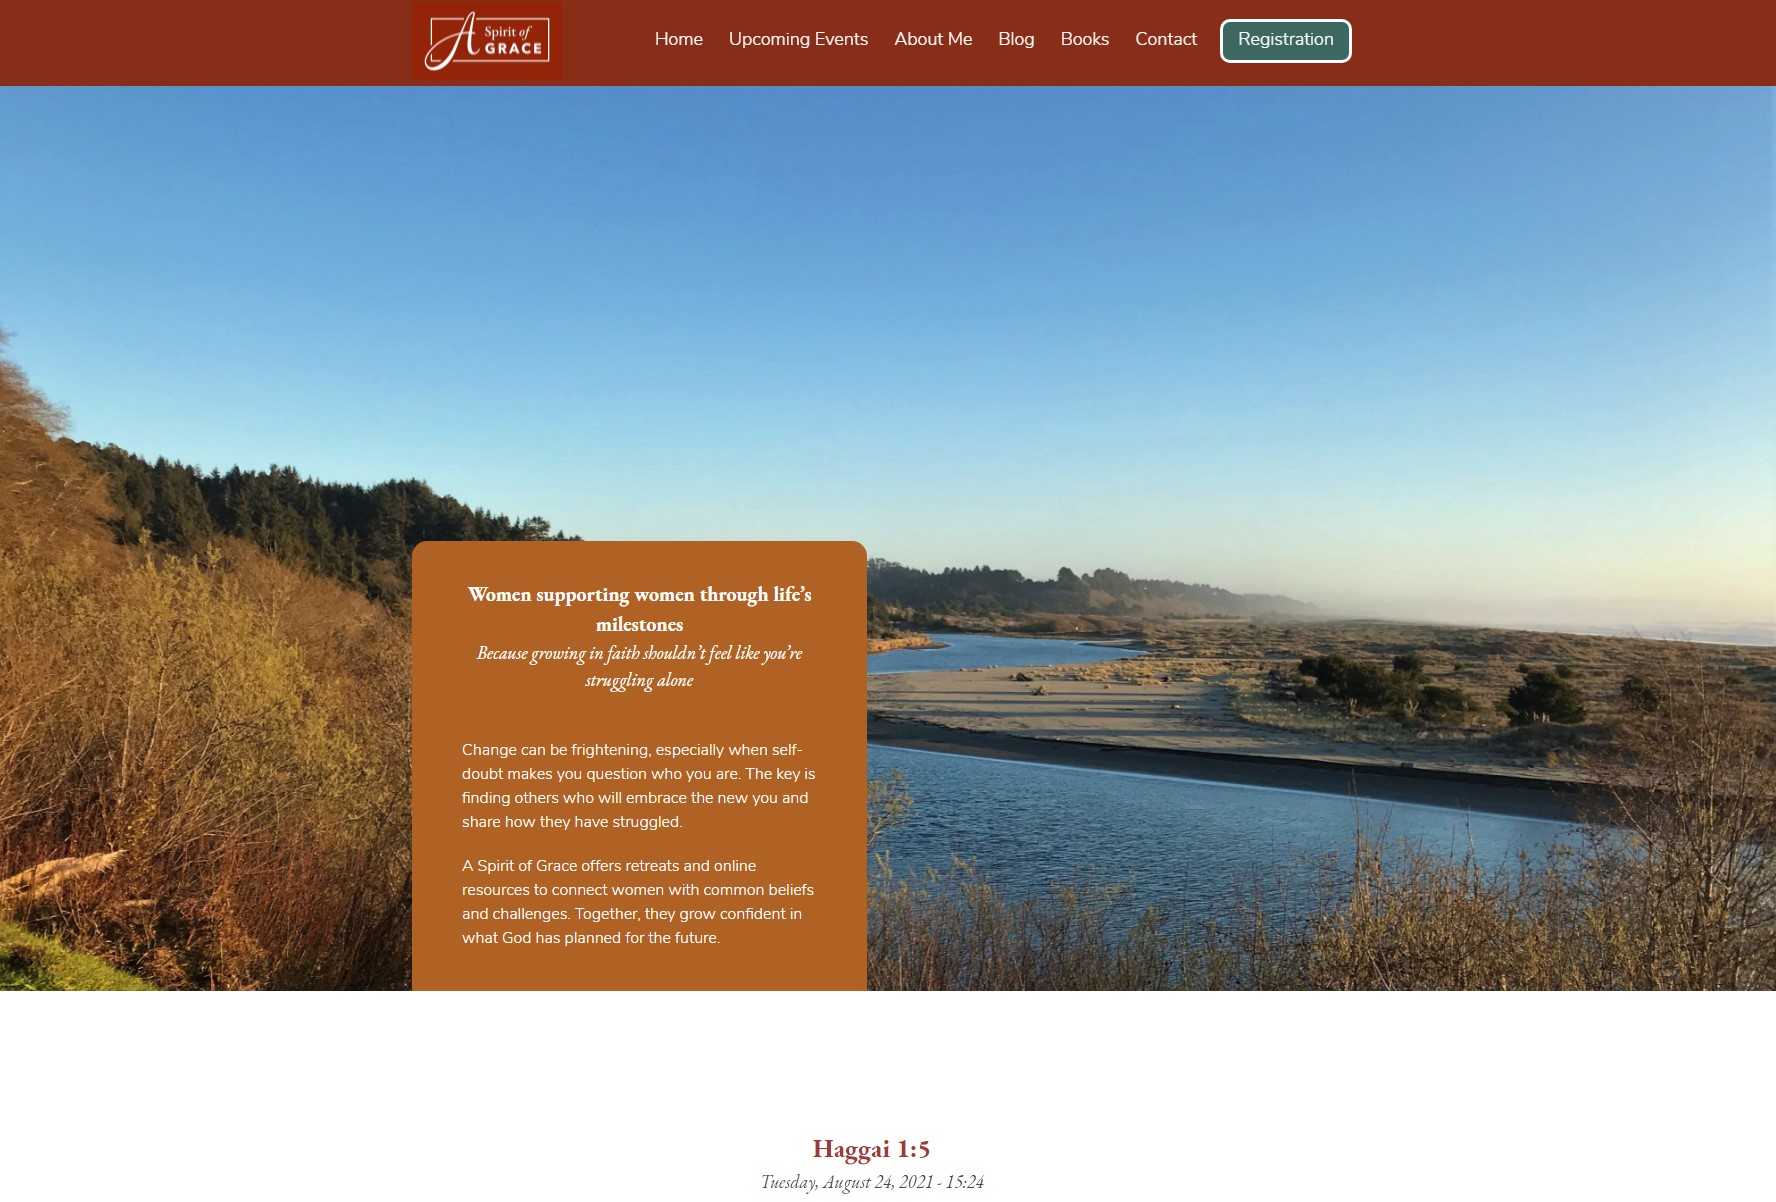 A Spirit of
GRACE
Home Upcoming Events About Me Blog Books Contact Registration
Women supporting women through life’s
milestones
Because growing in faith shouldn’t feel like you’re
struggling alone
Change can be frightening, especially when self-
doubt makes you question who you are. The key is
finding others who will embrace the new you and
share how they have struggled.
A Spirit of Grace offers retreats and online
resources to connect women with common beliefs
and challenges. Together, they grow confident in
what God has planned for the future.
Haggai 1:5
Tuesday, August 24, 2021 - 15:24